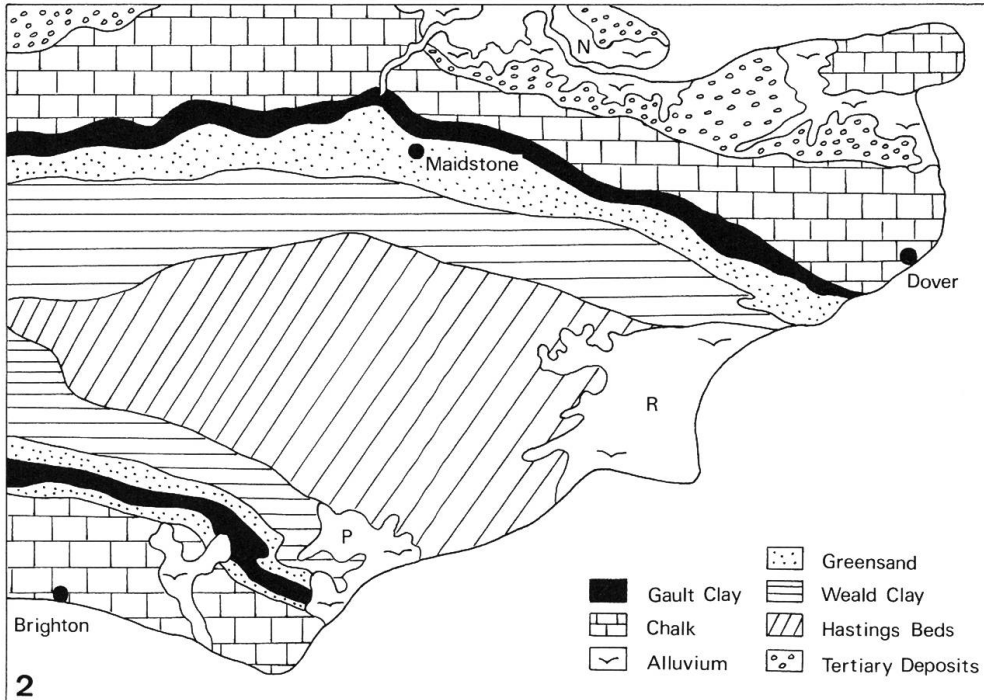 N
Maidstone
Dover
R
P
Brighton
Gault Clay
Chalk
Alluvium
Greensand
Weald Clay
Hastings Beds
Tertiary Deposits
2